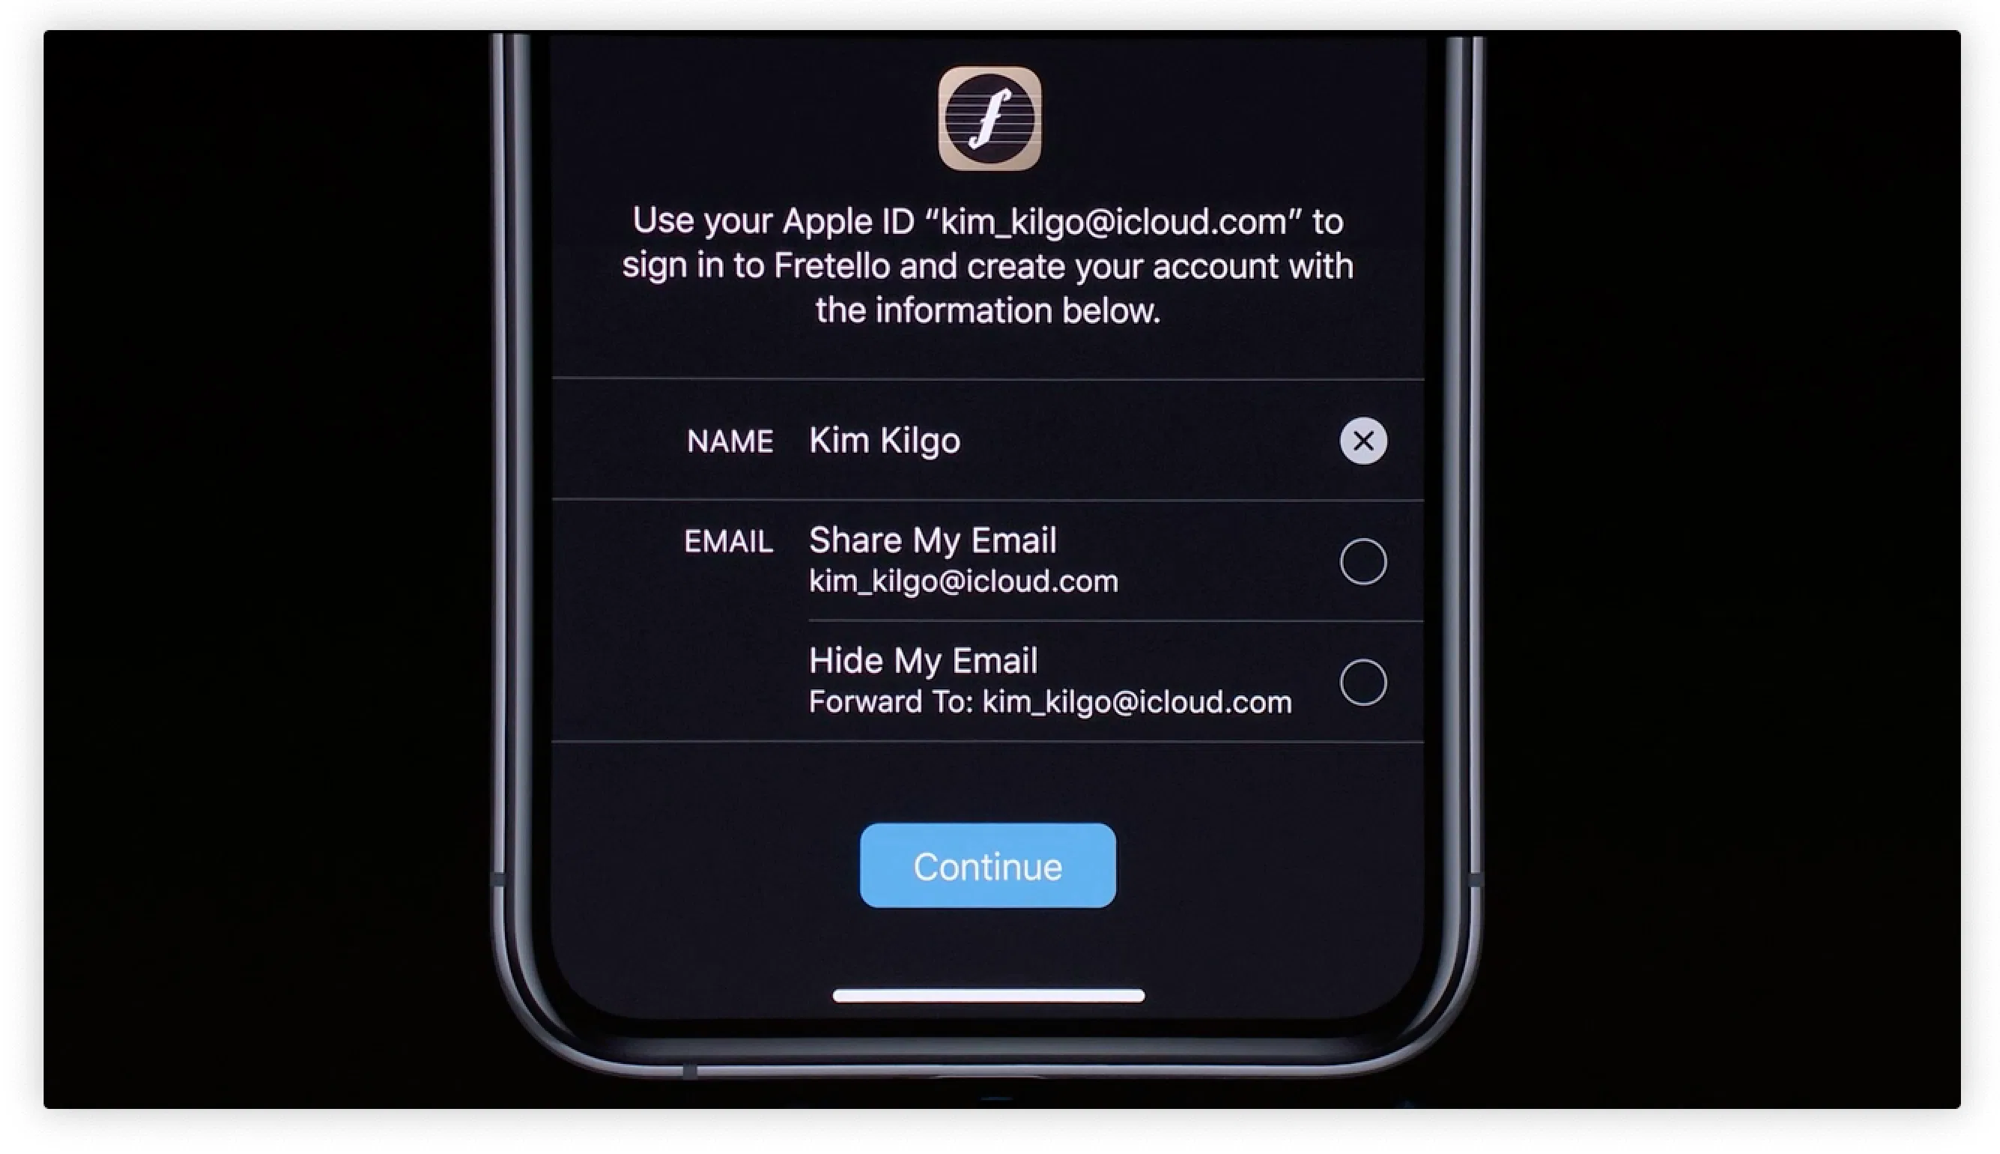 Use your Apple ID “kim_kilgo@icloud.com” to
sign in to Fretello and create your account with
the information below.
NAME Kim Kilgo
EMAIL Share My Email
kim_kilgo@icloud.com
Hide My Email
Forward To: kim_kilgo@icloud.com
Continue